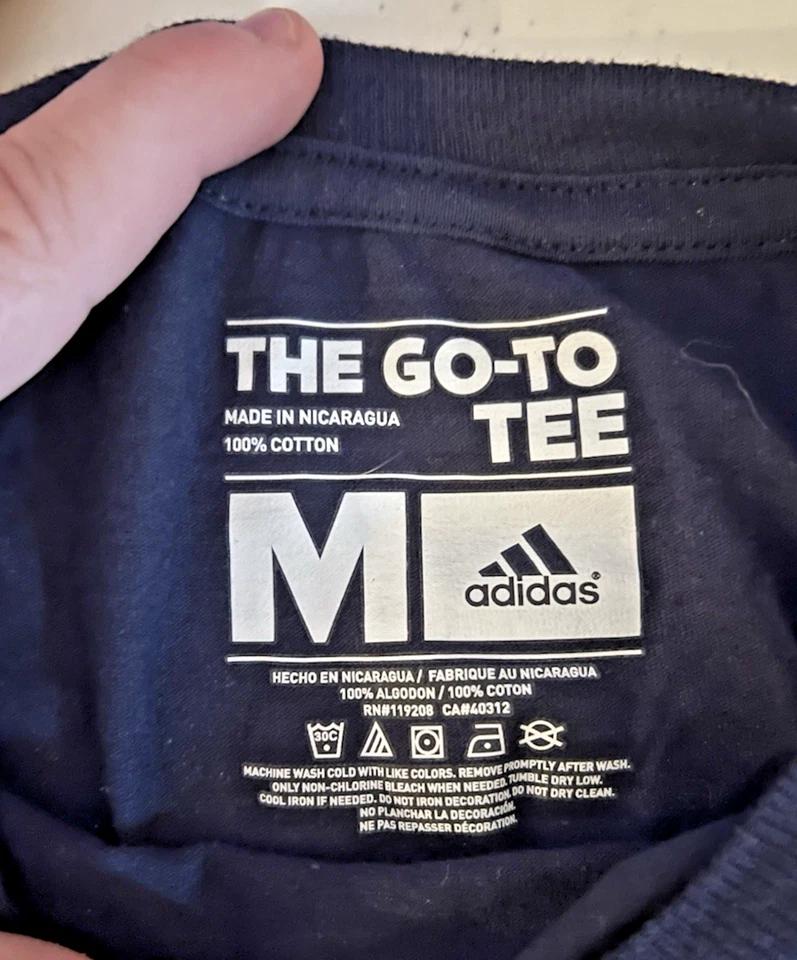 THE GO-TO
MADE IN NICARAGUA TEE
100% COTTON
M adidas®
HECHO EN NICARAGUA / FABRIQUE AU NICARAGUA
100% ALGODON / 100% COTON
RN#119208 CA#40312
30C
MACHINE WASH COLD WITH LIKE COLORS. REMOVE PROMPTLY AFTER WASH.
ONLY NON-CHLORINE BLEACH WHEN NEEDED. TUMBLE DRY LOW.
COOL IRON IF NEEDED. DO NOT IRON DECORATION. DO NOT DRY CLEAN.
NO PLANCHAR LA DECORACIÓN.
NE PAS REPASSER DÉCORATION.